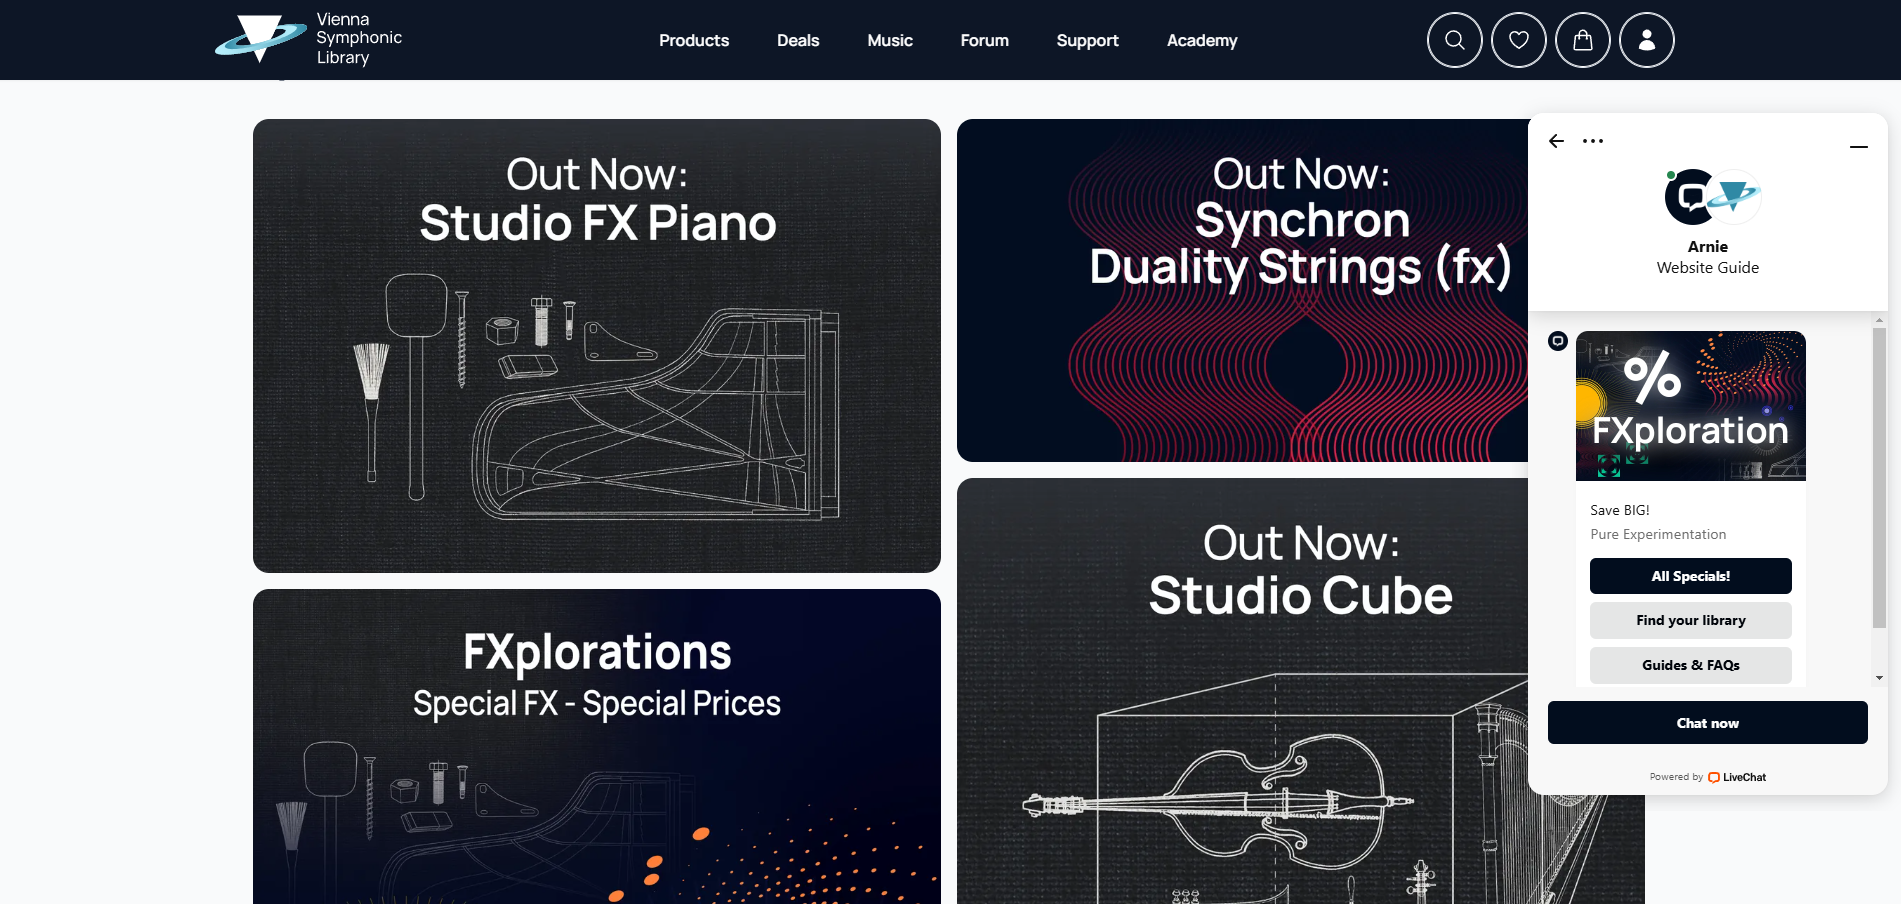 Vienna
Symphonic
Library
Products
Deals
Music
Forum
Support
Academy
Out Now:
Studio FX Piano
Out Now:
Synchron
Duality Strings (fx)
FXplorations
Special FX - Special Prices
Out Now:
Studio Cube
Arnie
Website Guide
%
FXploration
Save BIG!
Pure Experimentation
All Specials!
Find your library
Guides & FAQs
Chat now
Powered by LiveChat